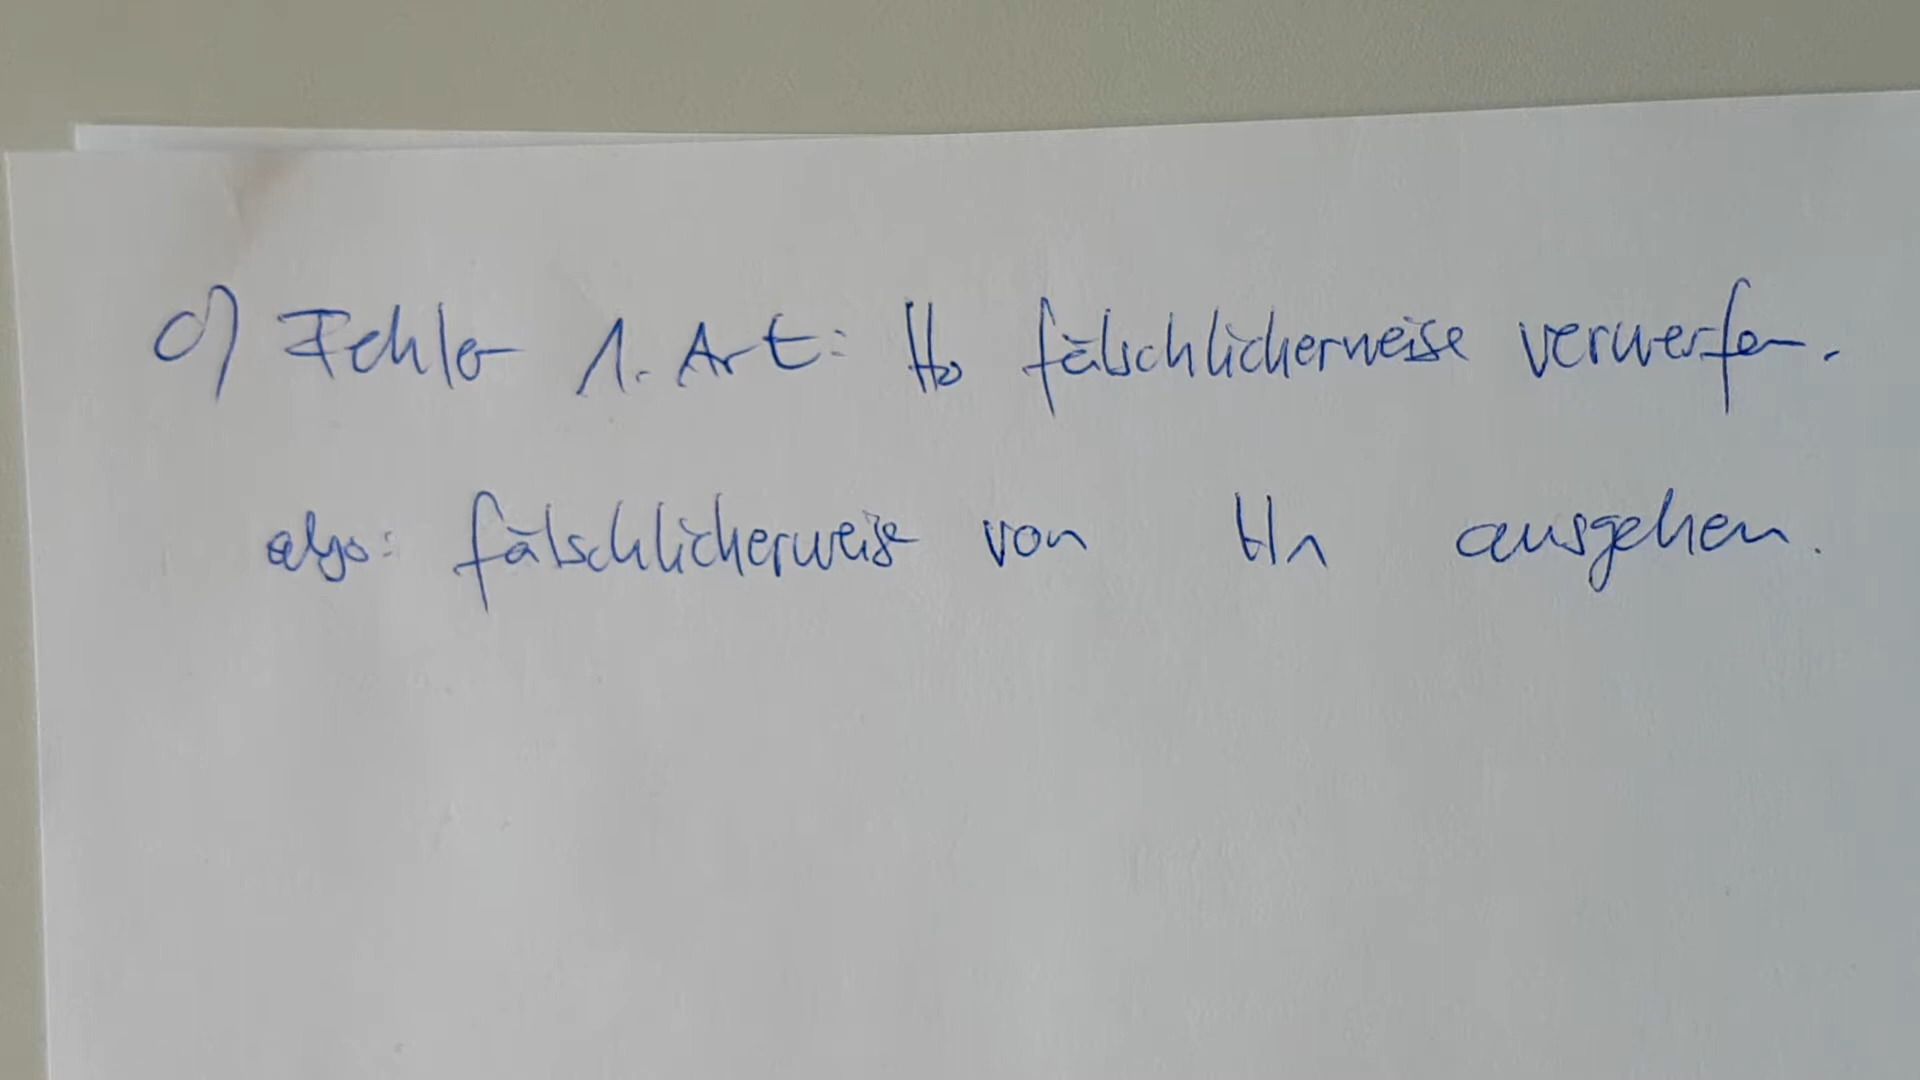 c) Fehler 1. Art: H₀ fälschlicherweise verwerfen.
also: fälschlicherweise von H₁ ausgehen.